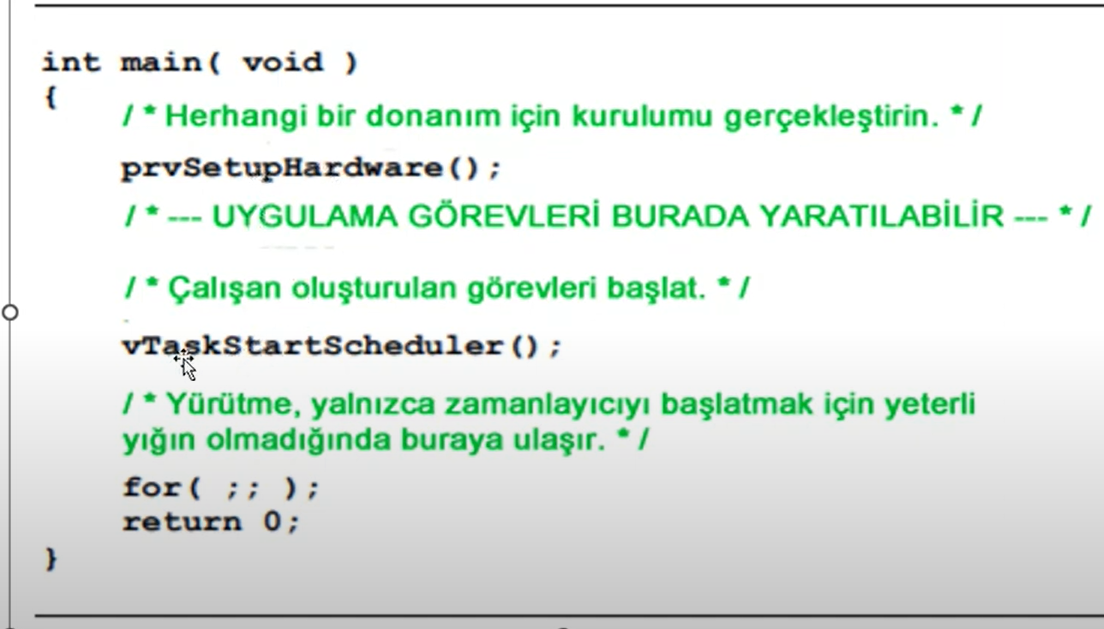 int main( void )
{
/ * Herhangi bir donanım için kurulumu gerçekleştirin. * /
prvSetupHardware();
/ * --- UYGULAMA GÖREVLERİ BURADA YARATILABİLİR --- * /
/ * Çalışan oluşturulan görevleri başlat. * /
vTaskStartScheduler();
/ * Yürütme, yalnızca zamanlayıcıyı başlatmak için yeterli
yığın olmadığında buraya ulaşır. * /
for( ;; );
return 0;
}